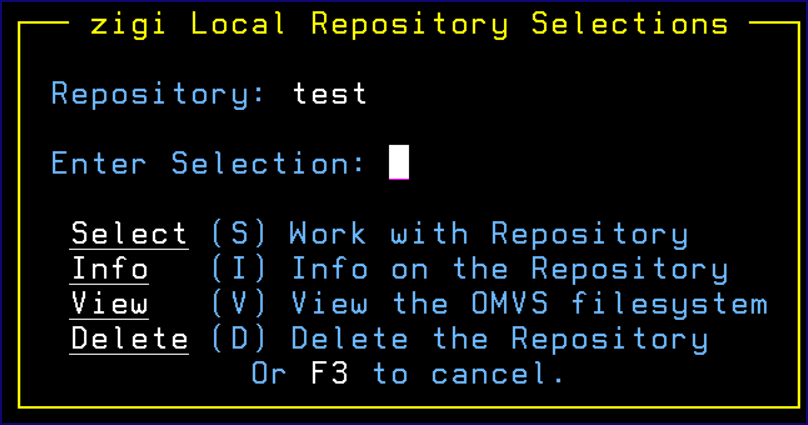 zigi Local Repository Selections
Repository: test
Enter Selection:
Select (S) Work with Repository
Info (I) Info on the Repository
View (V) View the OMVS filesystem
Delete (D) Delete the Repository
Or F3 to cancel.